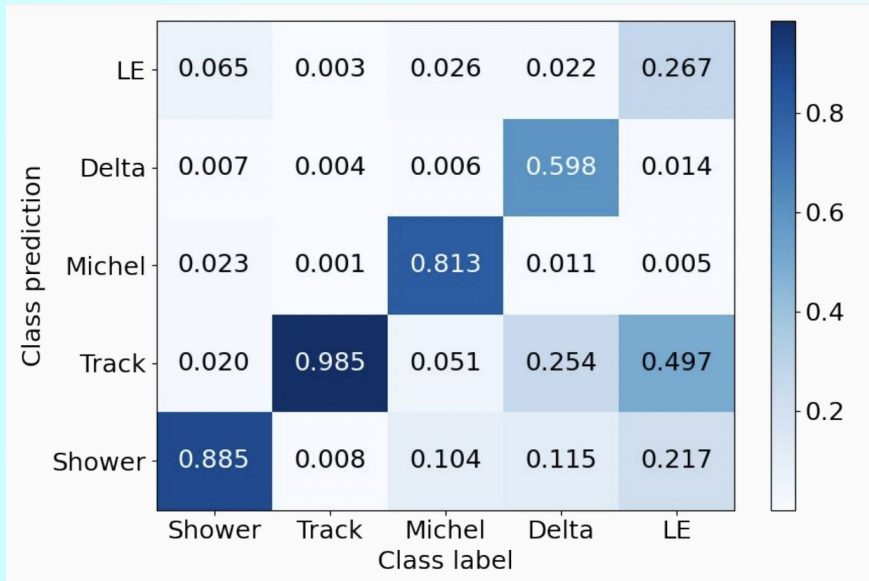 LE 0.065 0.003 0.026 0.022 0.267
0.8
Delta 0.007 0.004 0.006 0.598 0.014
0.6
Michel 0.023 0.001 0.813 0.011 0.005
0.4
Track 0.020 0.985 0.051 0.254 0.497
0.2
Shower 0.885 0.008 0.104 0.115 0.217
Shower Track Michel Delta LE
Class label
Class prediction